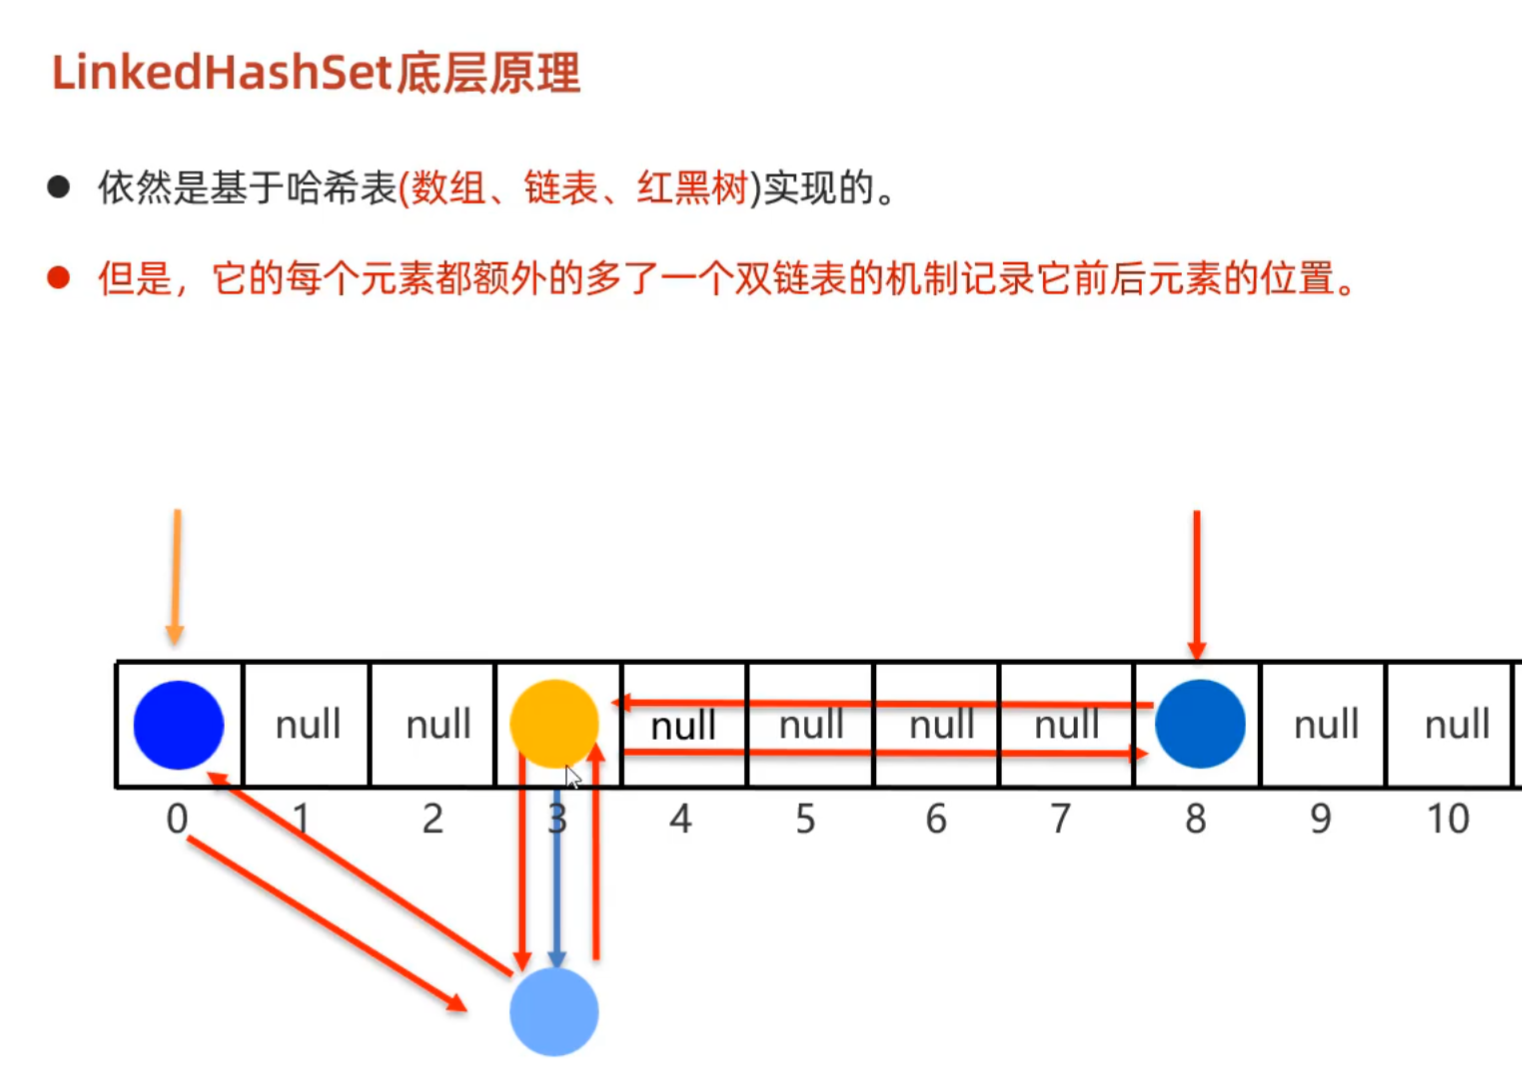 LinkedHashSet底层原理
依然是基于哈希表(数组、链表、红黑树)实现的。
但是，它的每个元素都额外的多了一个双链表的机制记录它前后元素的位置。
null null null null null null null null
0 1 2 3 4 5 6 7 8 9 10